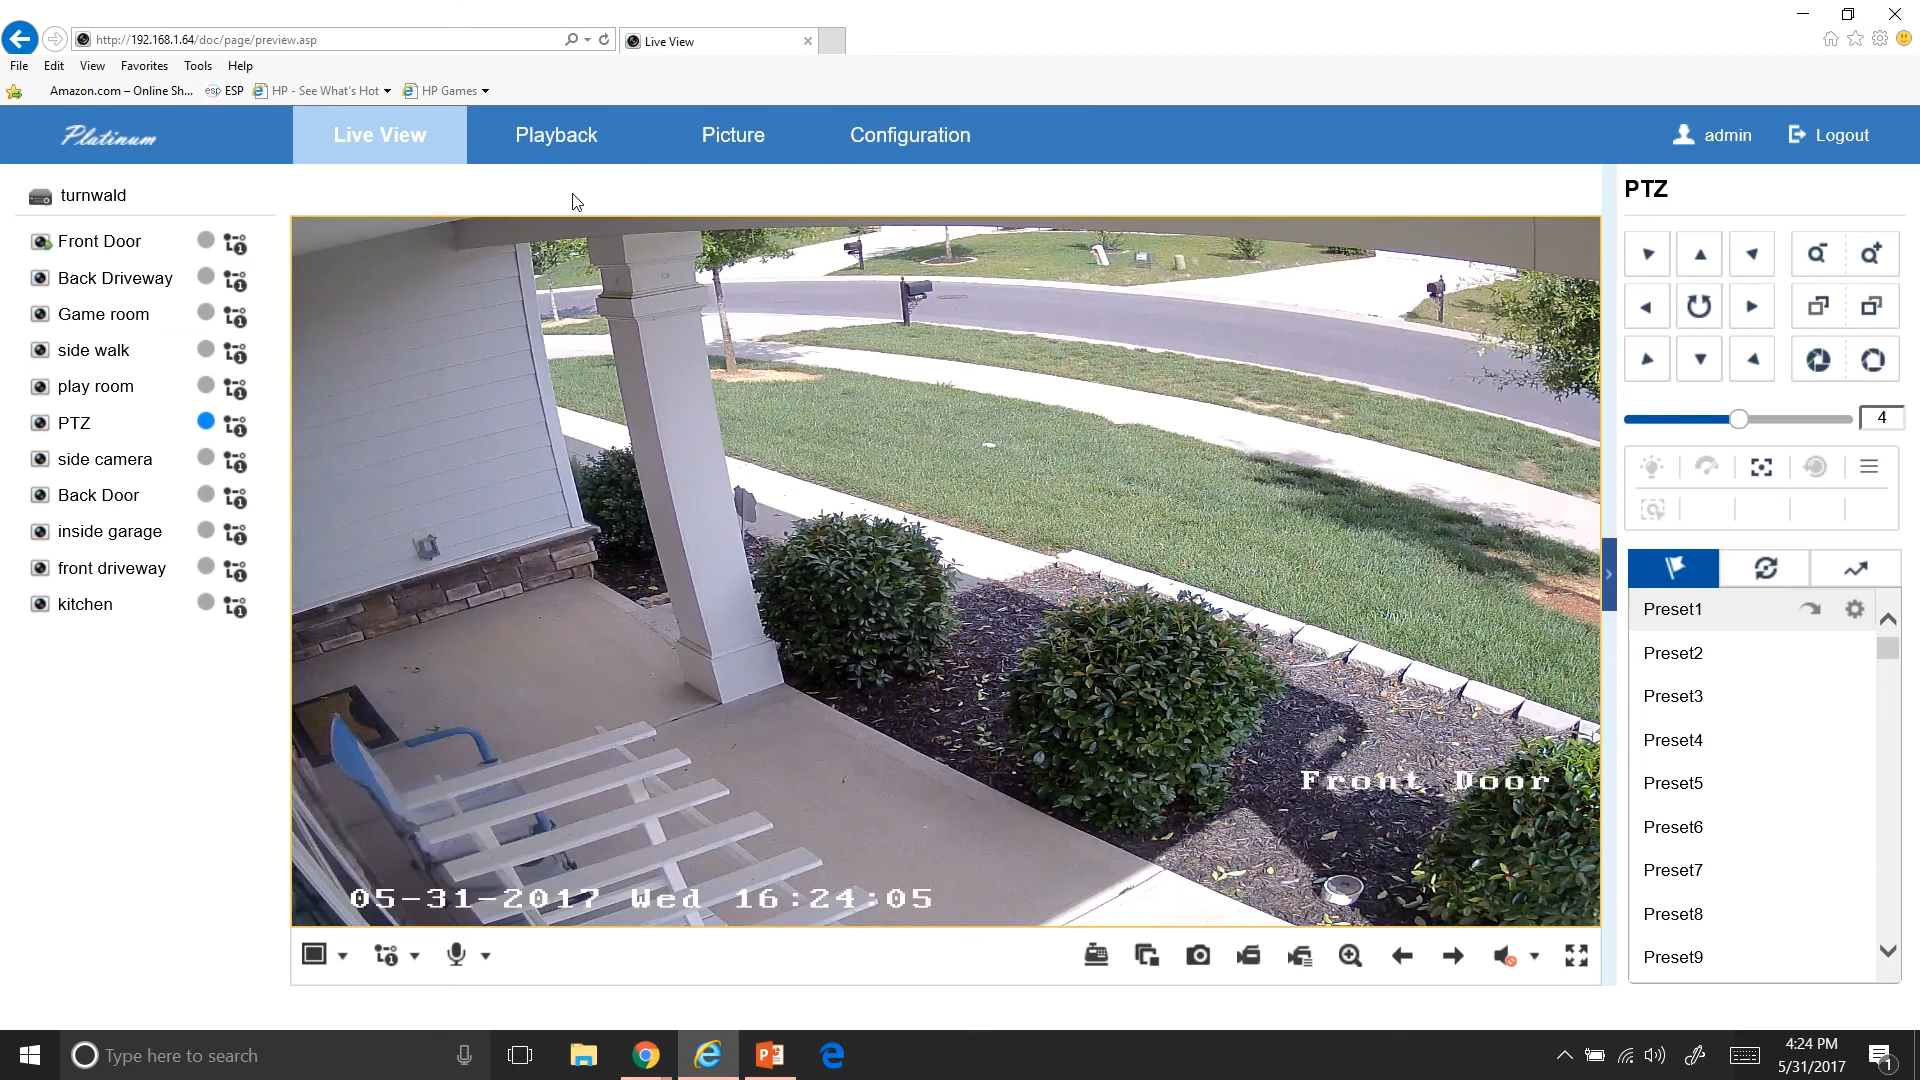 http://192.168.1.64/doc/page/preview.asp
Live View
File Edit View Favorites Tools Help
Amazon.com – Online Sh... esp ESP HP - See What's Hot HP Games
Platinum
Live View Playback Picture Configuration
admin Logout
turnwald
Front Door
Back Driveway
Game room
side walk
play room
PTZ
side camera
Back Door
inside garage
front driveway
kitchen
Front Door
05-31-2017 Wed 16:24:05
PTZ
4
Preset1
Preset2
Preset3
Preset4
Preset5
Preset6
Preset7
Preset8
Preset9
Type here to search
4:24 PM
5/31/2017
1